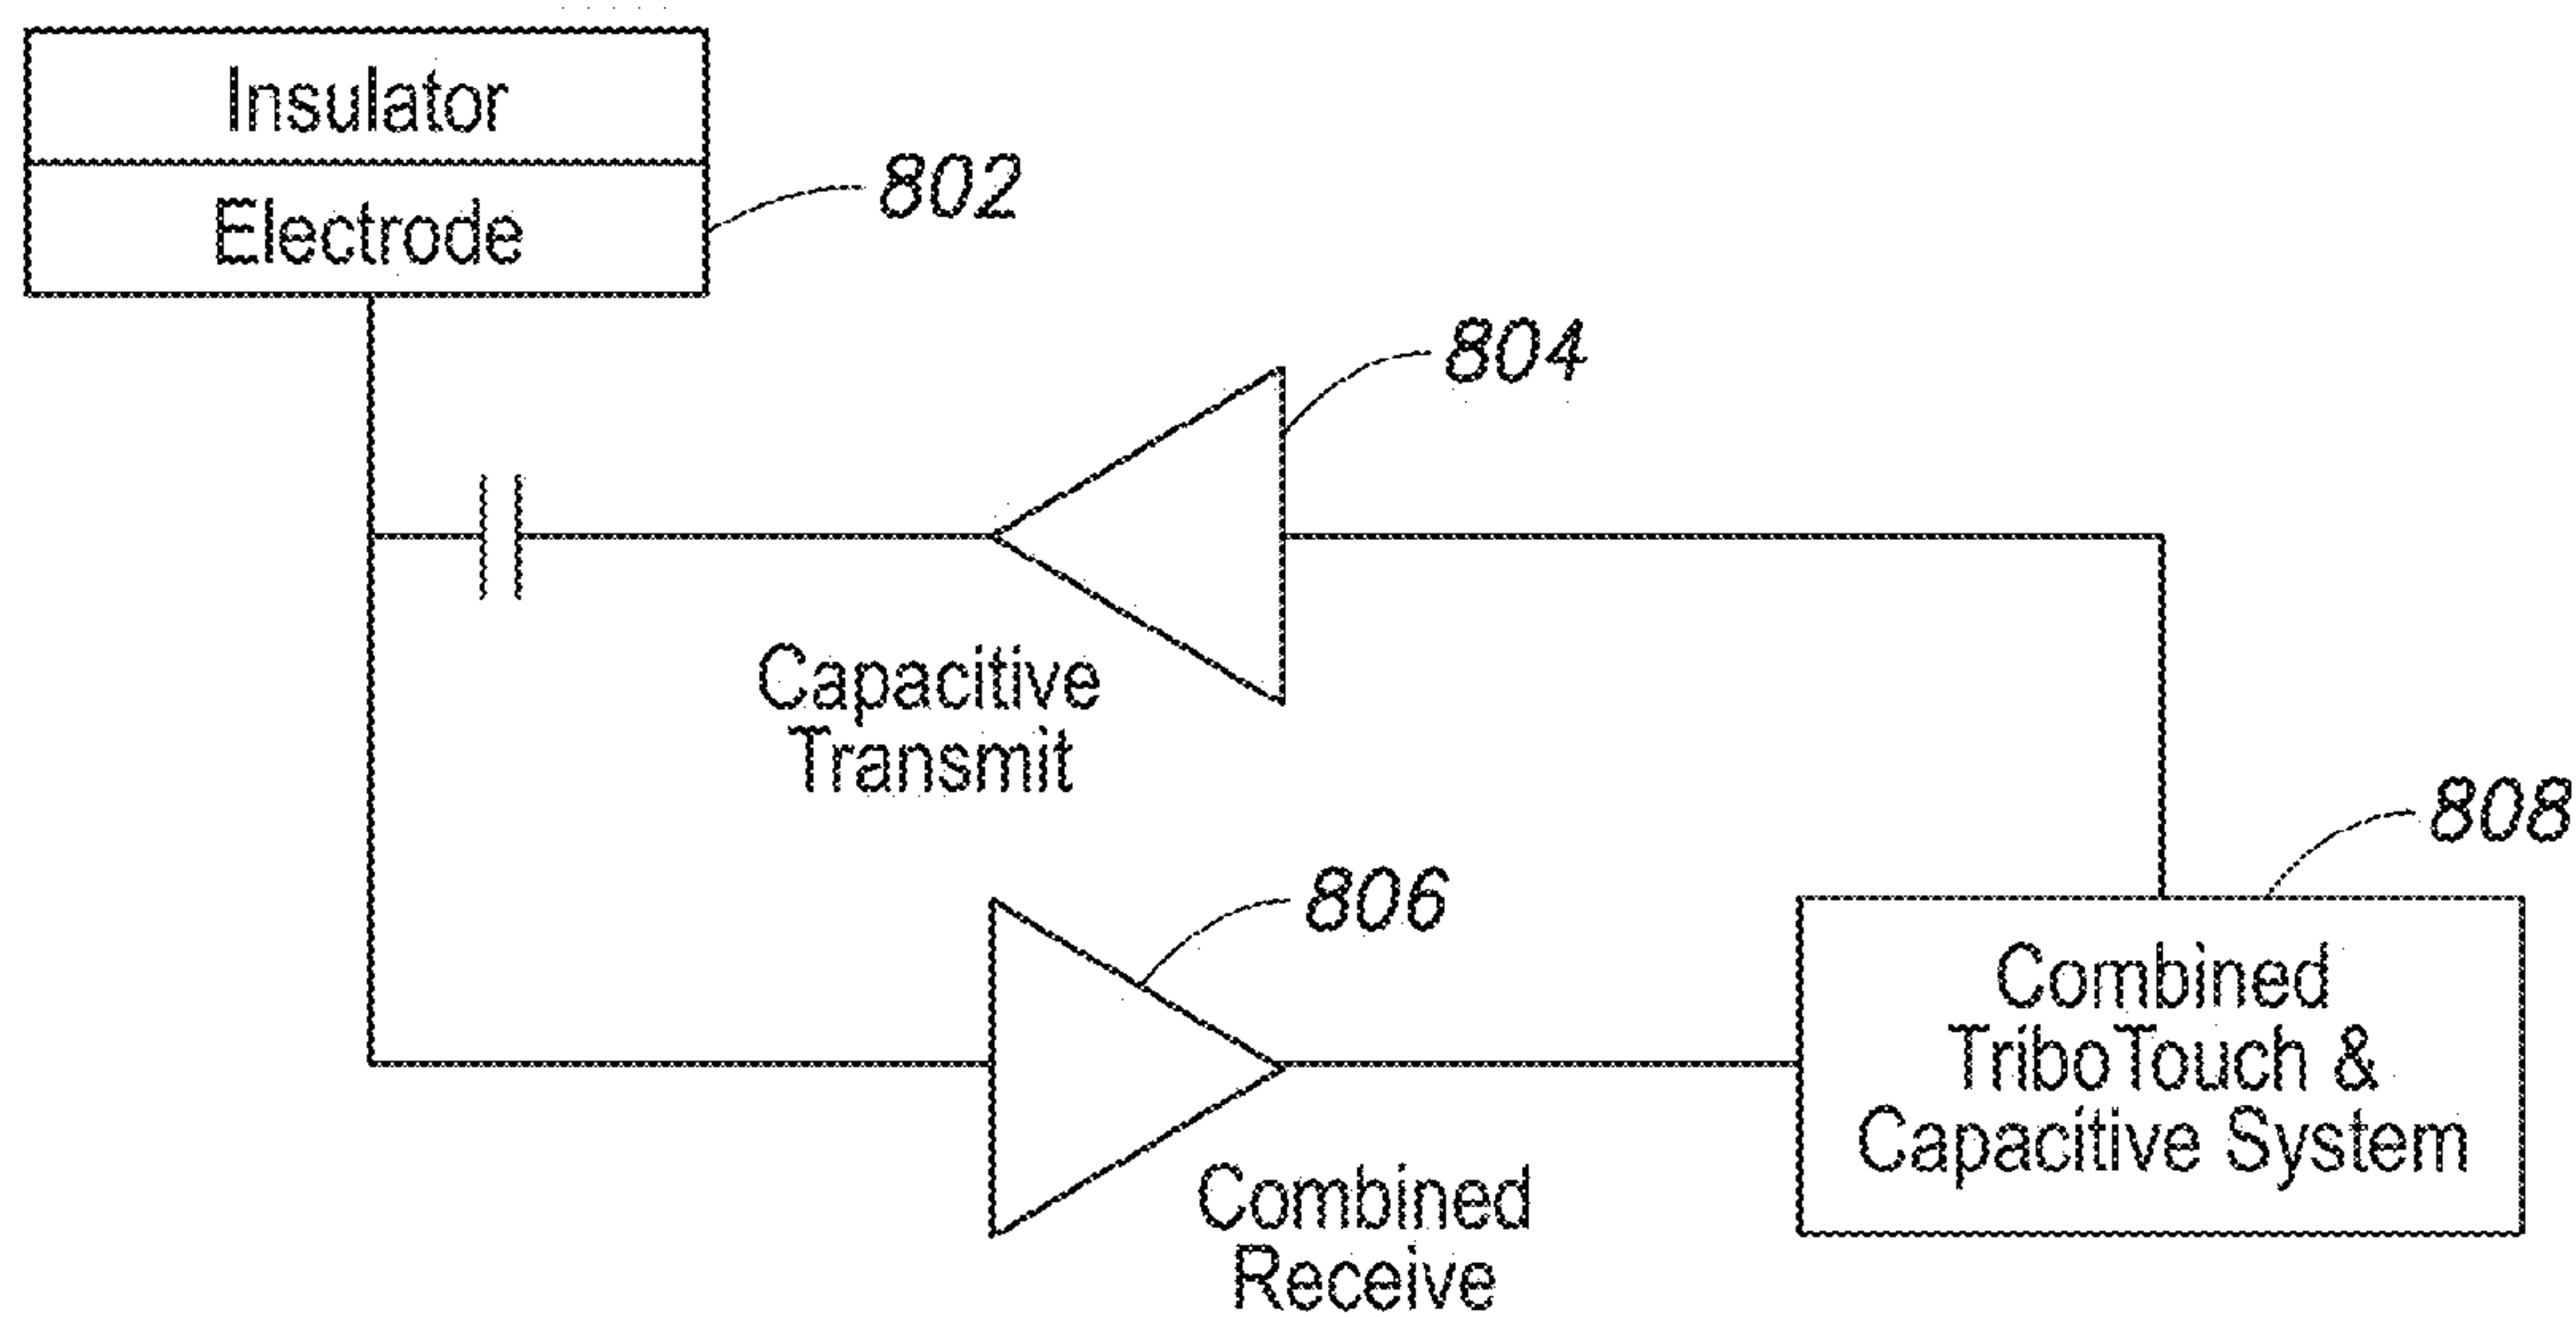 Insulator
Electrode
802
804
Capacitive
Transmit
806
808
Combined
TriboTouch &
Capacitive System
Combined
Receive